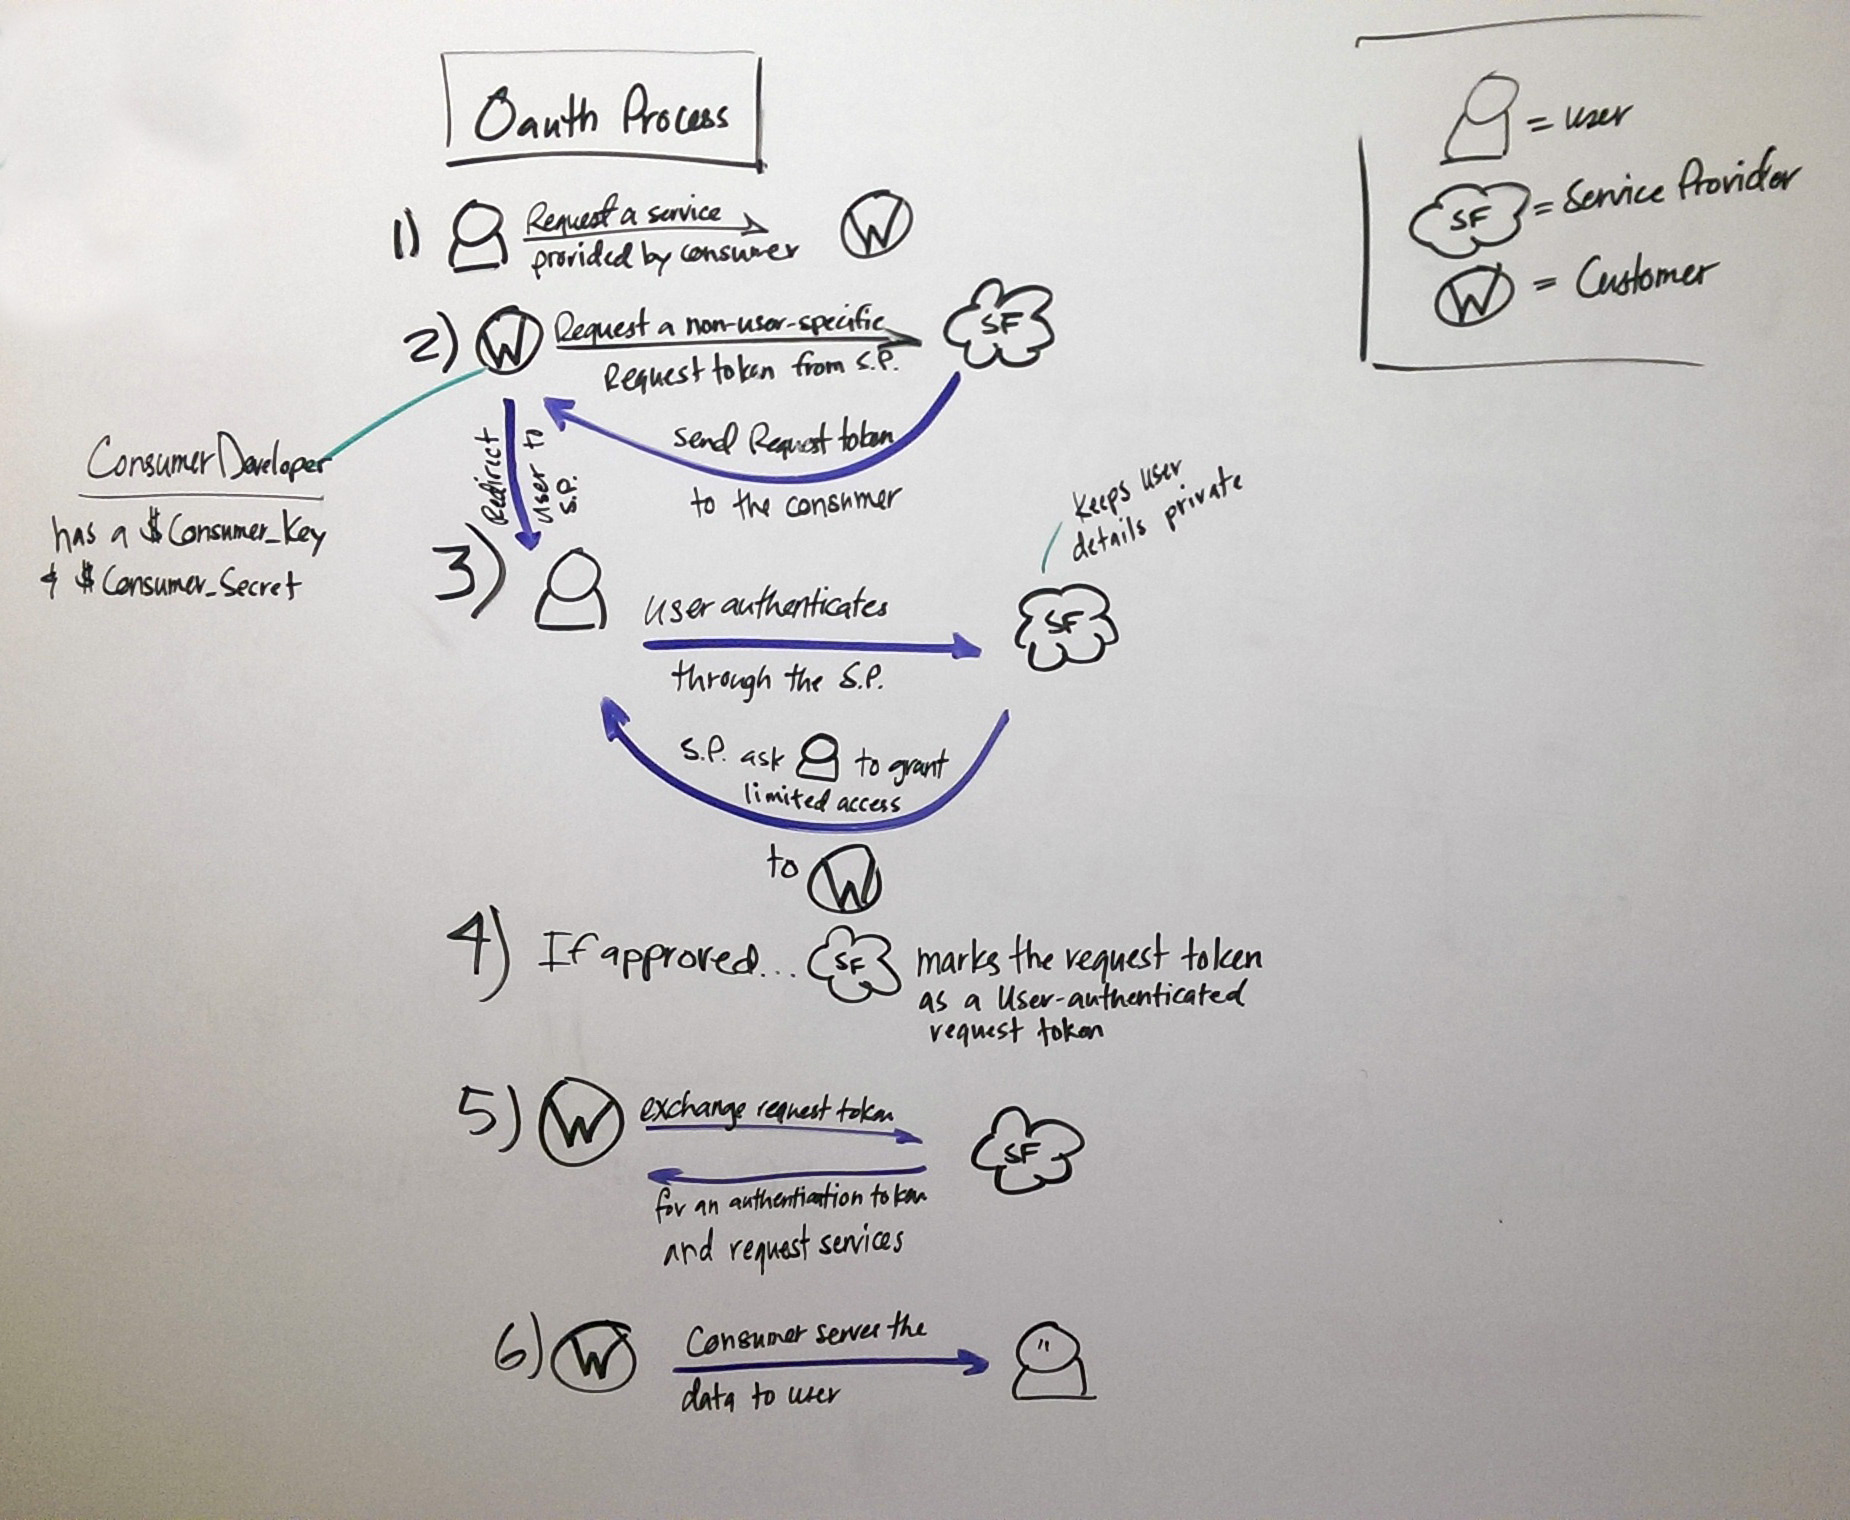 Oauth Process
1) Request a service
provided by consumer
W
2) W Request a non-user-specific
Request token from S.P.
SF
send Request token
to the consumer
Redirect
User to
S.P.
Consumer Developer
has a $Consumer_Key
& $Consumer_Secret
3) User authenticates
through the S.P.
SF
keeps user
details private
S.P. ask to grant
limited access
to W
4) If approved... SF marks the request token
as a User-authenticated
request token
5) W exchange request token
SF
for an authentication token
and request services
6) W Consumer serves the
data to user
= user
SF = Service Provider
W = Customer